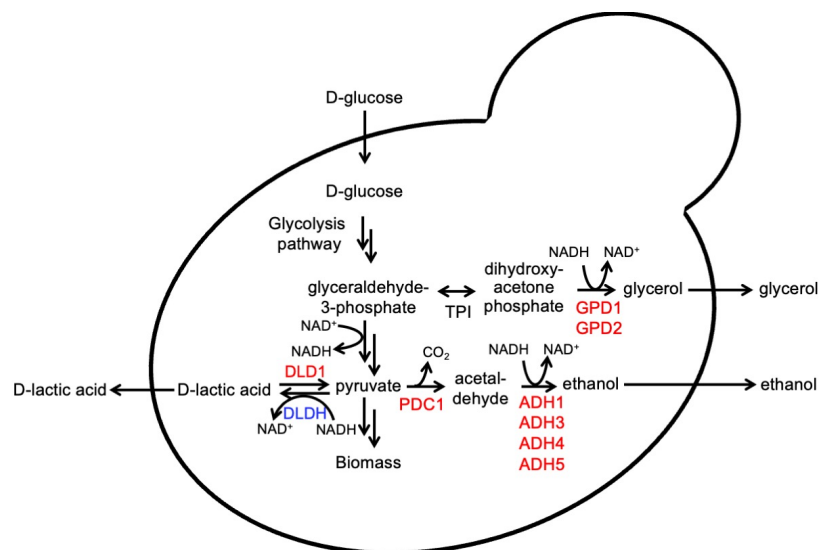 D-glucose
D-glucose
Glycolysis
pathway
glyceraldehyde-
3-phosphate
TPI
dihydroxy-
acetone
phosphate
NADH
NAD⁺
GPD1
GPD2
glycerol
glycerol
NAD⁺
NADH
D-lactic acid
D-lactic acid
DLD1
DLDH
NAD⁺
NADH
pyruvate
CO₂
PDC1
acetal-
dehyde
NADH
NAD⁺
ADH1
ADH3
ADH4
ADH5
ethanol
ethanol
Biomass